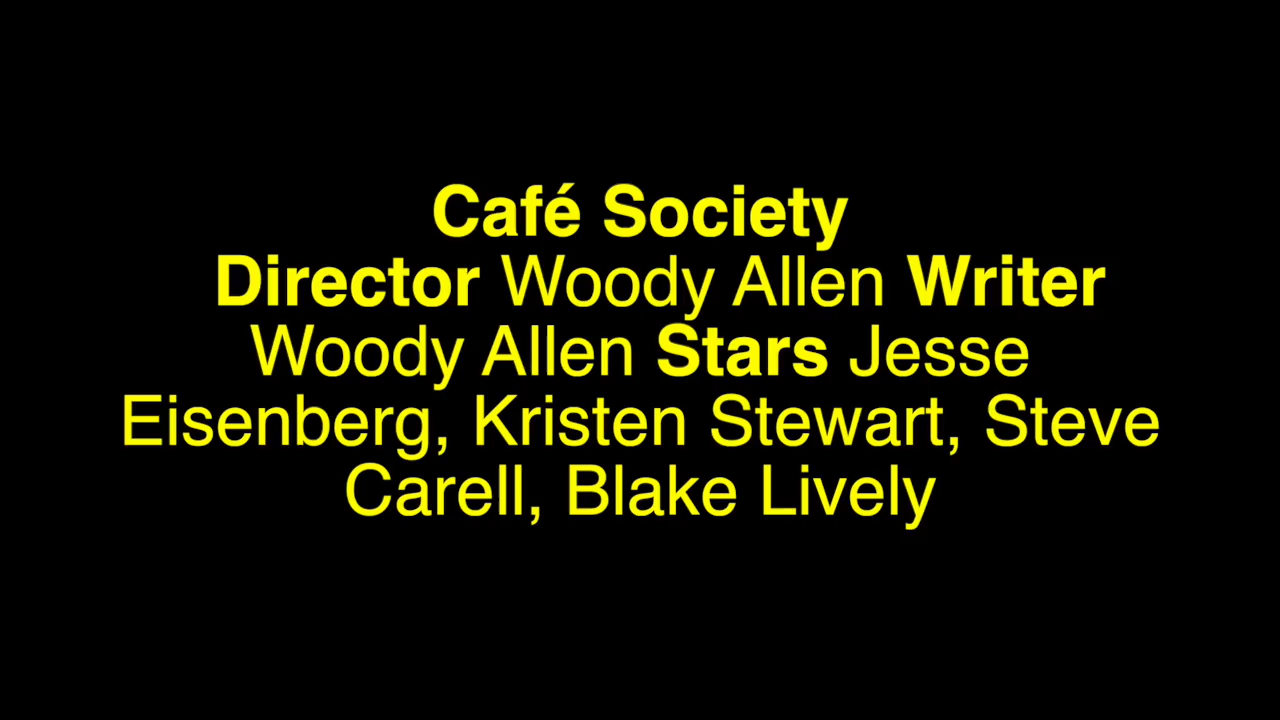 Café Society
Director Woody Allen Writer
Woody Allen Stars Jesse
Eisenberg, Kristen Stewart, Steve
Carell, Blake Lively